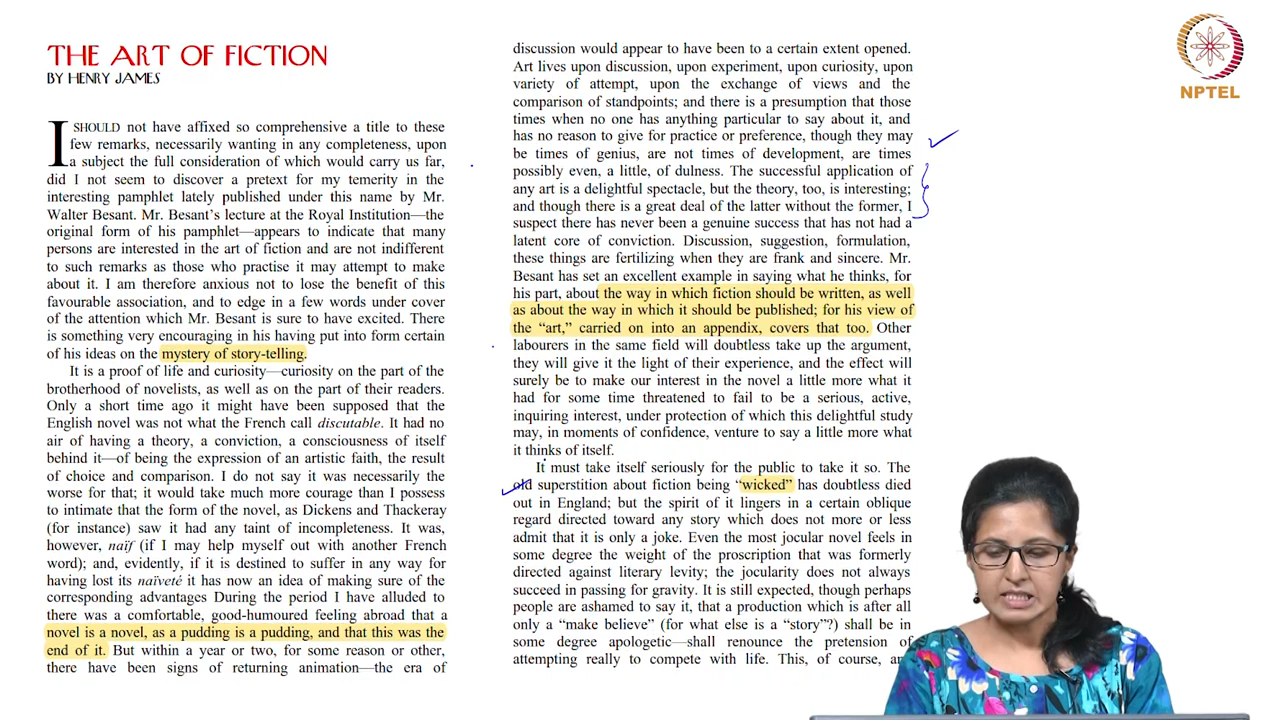 THE ART OF FICTION
BY HENRY JAMES
I SHOULD not have affixed so comprehensive a title to these
few remarks, necessarily wanting in any completeness, upon
a subject the full consideration of which would carry us far,
did I not seem to discover a pretext for my temerity in the
interesting pamphlet lately published under this name by Mr.
Walter Besant. Mr. Besant's lecture at the Royal Institution—the
original form of his pamphlet—appears to indicate that many
persons are interested in the art of fiction and are not indifferent
to such remarks as those who practise it may attempt to make
about it. I am therefore anxious not to lose the benefit of this
favourable association, and to edge in a few words under cover
of the attention which Mr. Besant is sure to have excited. There
is something very encouraging in his having put into form certain
of his ideas on the mystery of story-telling.
It is a proof of life and curiosity—curiosity on the part of the
brotherhood of novelists, as well as on the part of their readers.
Only a short time ago it might have been supposed that the
English novel was not what the French call discutable. It had no
air of having a theory, a conviction, a consciousness of itself
behind it—of being the expression of an artistic faith, the result
of choice and comparison. I do not say it was necessarily the
worse for that; it would take much more courage than I possess
to intimate that the form of the novel, as Dickens and Thackeray
(for instance) saw it had any taint of incompleteness. It was,
however, naïf (if I may help myself out with another French
word); and, evidently, if it is destined to suffer in any way for
having lost its naïveté it has now an idea of making sure of the
corresponding advantages During the period I have alluded to
there was a comfortable, good-humoured feeling abroad that a
novel is a novel, as a pudding is a pudding, and that this was the
end of it. But within a year or two, for some reason or other,
there have been signs of returning animation—the era of
discussion would appear to have been to a certain extent opened.
Art lives upon discussion, upon experiment, upon curiosity, upon
variety of attempt, upon the exchange of views and the
comparison of standpoints; and there is a presumption that those
times when no one has anything particular to say about it, and
has no reason to give for practice or preference, though they may
be times of genius, are not times of development, are times
possibly even, a little, of dulness. The successful application of
any art is a delightful spectacle, but the theory, too, is interesting;
and though there is a great deal of the latter without the former, I
suspect there has never been a genuine success that has not had a
latent core of conviction. Discussion, suggestion, formulation,
these things are fertilizing when they are frank and sincere. Mr.
Besant has set an excellent example in saying what he thinks, for
his part, about the way in which fiction should be written, as well
as about the way in which it should be published; for his view of
the "art," carried on into an appendix, covers that too. Other
labourers in the same field will doubtless take up the argument,
they will give it the light of their experience, and the effect will
surely be to make our interest in the novel a little more what it
had for some time threatened to fail to be a serious, active,
inquiring interest, under protection of which this delightful study
may, in moments of confidence, venture to say a little more what
it thinks of itself.
It must take itself seriously for the public to take it so. The
old superstition about fiction being "wicked" has doubtless died
out in England; but the spirit of it lingers in a certain oblique
regard directed toward any story which does not more or less
admit that it is only a joke. Even the most jocular novel feels in
some degree the weight of the proscription that was formerly
directed against literary levity; the jocularity does not always
succeed in passing for gravity. It is still expected, though perhaps
people are ashamed to say it, that a production which is after all
only a "make believe" (for what else is a "story"?) shall be in
some degree apologetic—shall renounce the pretension of
attempting really to compete with life. This, of course,
NPTEL